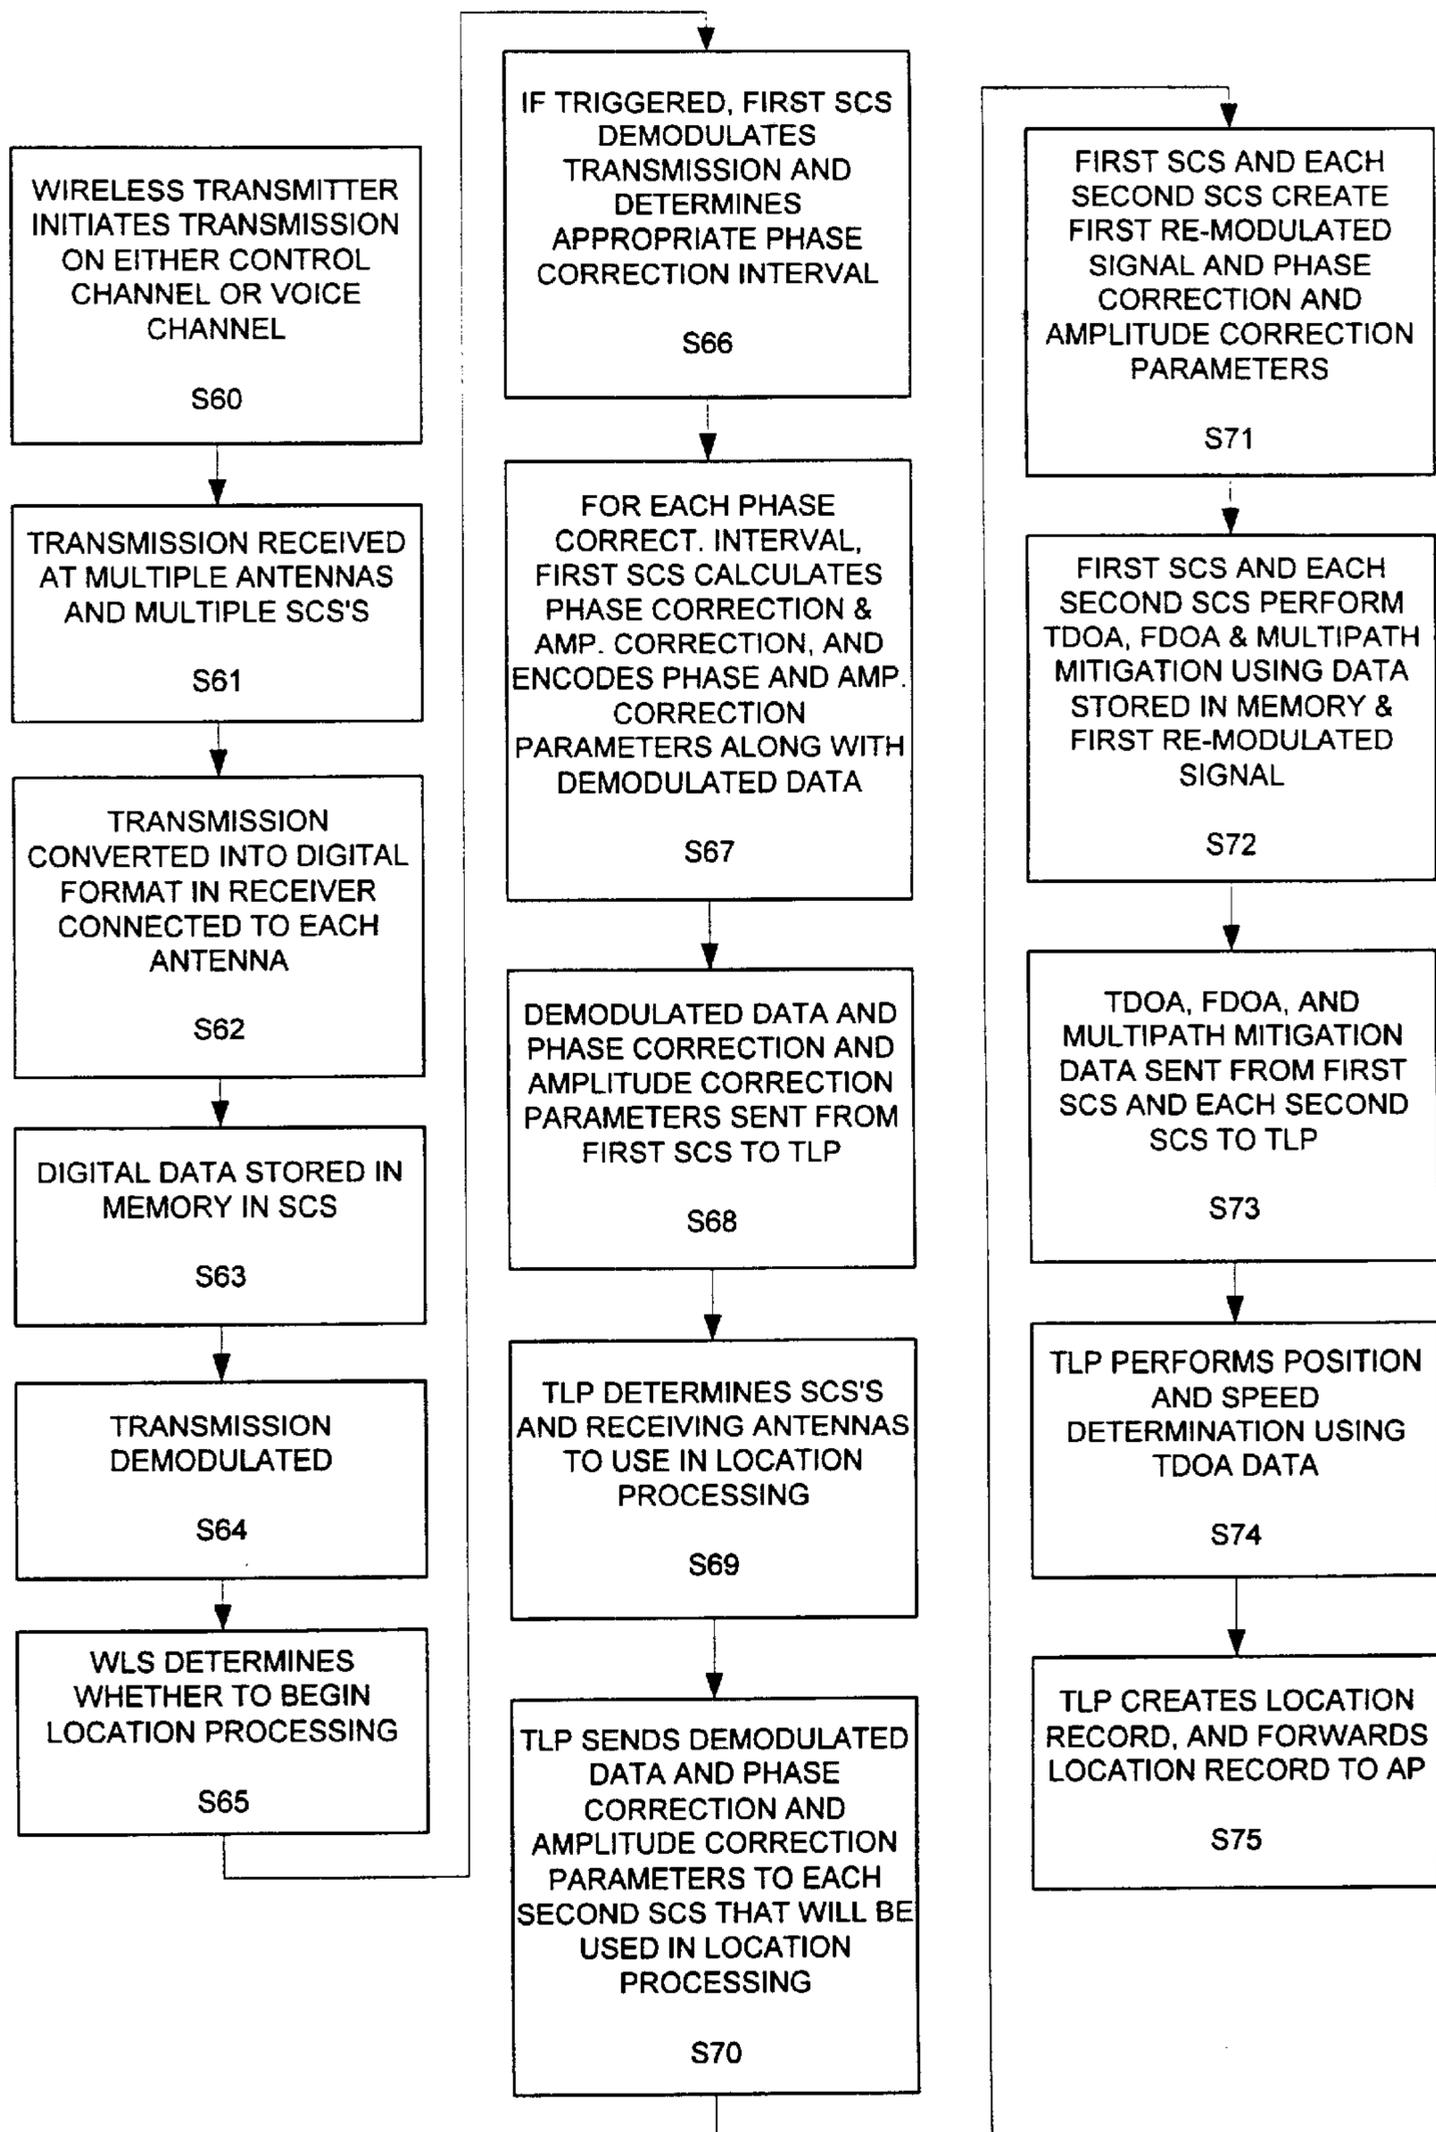 WIRELESS TRANSMITTER
INITIATES TRANSMISSION
ON EITHER CONTROL
CHANNEL OR VOICE
CHANNEL
S60
TRANSMISSION RECEIVED
AT MULTIPLE ANTENNAS
AND MULTIPLE SCS'S
S61
TRANSMISSION
CONVERTED INTO DIGITAL
FORMAT IN RECEIVER
CONNECTED TO EACH
ANTENNA
S62
DIGITAL DATA STORED IN
MEMORY IN SCS
S63
TRANSMISSION
DEMODULATED
S64
WLS DETERMINES
WHETHER TO BEGIN
LOCATION PROCESSING
S65
IF TRIGGERED, FIRST SCS
DEMODULATES
TRANSMISSION AND
DETERMINES
APPROPRIATE PHASE
CORRECTION INTERVAL
S66
FOR EACH PHASE
CORRECT. INTERVAL,
FIRST SCS CALCULATES
PHASE CORRECTION &
AMP. CORRECTION, AND
ENCODES PHASE AND AMP.
CORRECTION
PARAMETERS ALONG WITH
DEMODULATED DATA
S67
DEMODULATED DATA AND
PHASE CORRECTION AND
AMPLITUDE CORRECTION
PARAMETERS SENT FROM
FIRST SCS TO TLP
S68
TLP DETERMINES SCS'S
AND RECEIVING ANTENNAS
TO USE IN LOCATION
PROCESSING
S69
TLP SENDS DEMODULATED
DATA AND PHASE
CORRECTION AND
AMPLITUDE CORRECTION
PARAMETERS TO EACH
SECOND SCS THAT WILL BE
USED IN LOCATION
PROCESSING
S70
FIRST SCS AND EACH
SECOND SCS CREATE
FIRST RE-MODULATED
SIGNAL AND PHASE
CORRECTION AND
AMPLITUDE CORRECTION
PARAMETERS
S71
FIRST SCS AND EACH
SECOND SCS PERFORM
TDOA, FDOA & MULTIPATH
MITIGATION USING DATA
STORED IN MEMORY &
FIRST RE-MODULATED
SIGNAL
S72
TDOA, FDOA, AND
MULTIPATH MITIGATION
DATA SENT FROM FIRST
SCS AND EACH SECOND
SCS TO TLP
S73
TLP PERFORMS POSITION
AND SPEED
DETERMINATION USING
TDOA DATA
S74
TLP CREATES LOCATION
RECORD, AND FORWARDS
LOCATION RECORD TO AP
S75